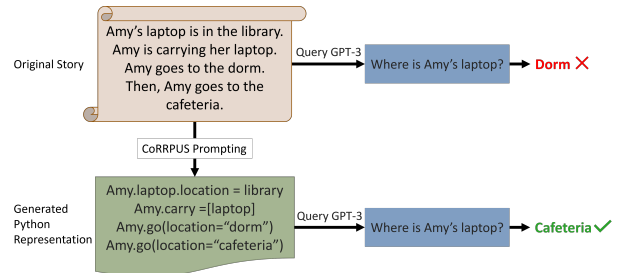 Original Story
Amy's laptop is in the library.
Amy is carrying her laptop.
Amy goes to the dorm.
Then, Amy goes to the
cafeteria.
Query GPT-3
Where is Amy's laptop?
Dorm
CoRRPUS Prompting
Generated
Python
Representation
Amy.laptop.location = library
Amy.carry =[laptop]
Amy.go(location="dorm")
Amy.go(location="cafeteria")
Query GPT-3
Where is Amy's laptop?
Cafeteria